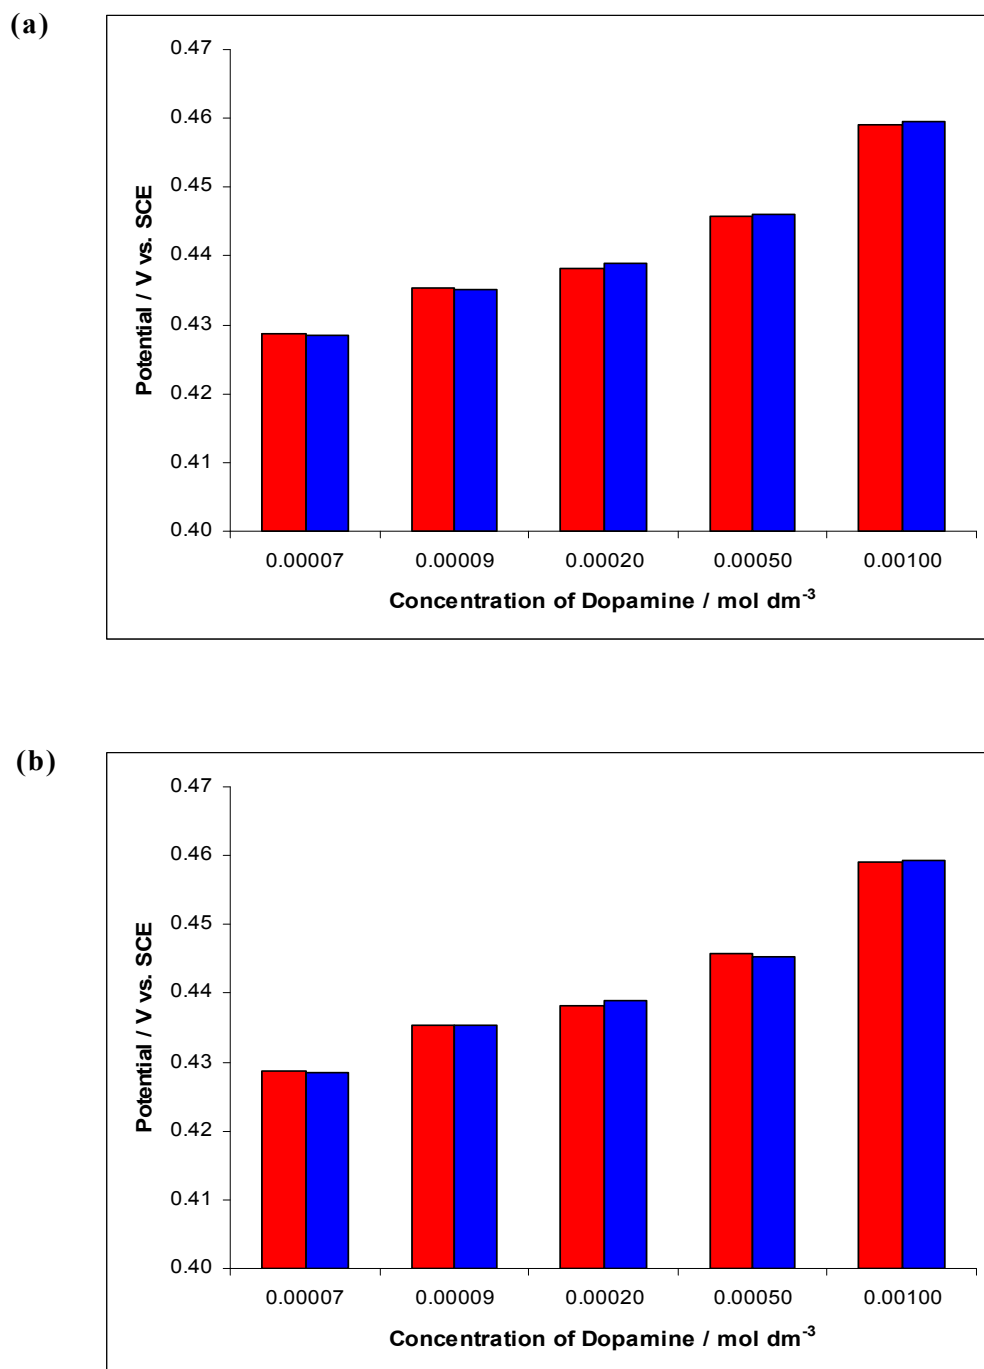 (a)
0.47
0.46
0.45
0.44
0.43
0.42
0.41
0.40
Potential / V vs. SCE
0.00007 0.00009 0.00020 0.00050 0.00100
Concentration of Dopamine / mol dm⁻³
(b)
0.47
0.46
0.45
0.44
0.43
0.42
0.41
0.40
Potential / V vs. SCE
0.00007 0.00009 0.00020 0.00050 0.00100
Concentration of Dopamine / mol dm⁻³